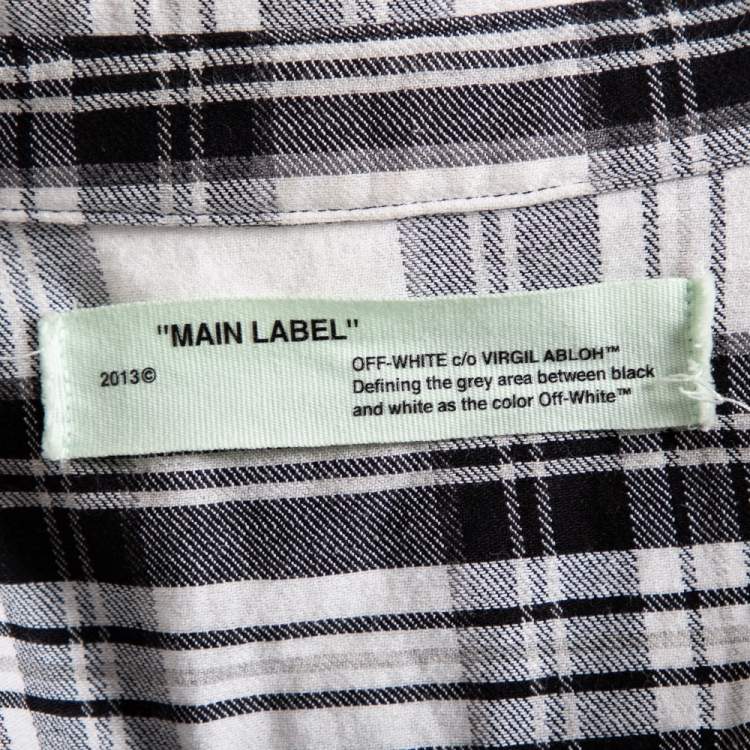 "MAIN LABEL"
2013©
OFF-WHITE c/o VIRGIL ABLOH™
Defining the grey area between black
and white as the color Off-White™